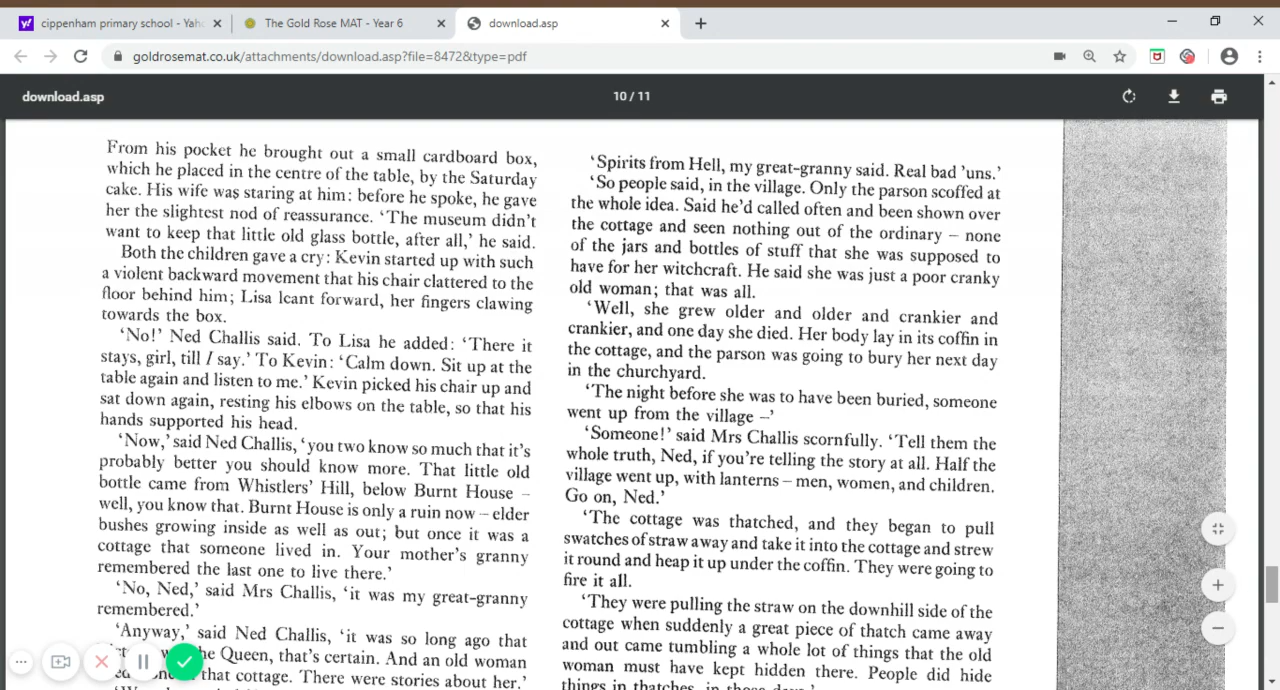 cippenham primary school - Yah
The Gold Rose MAT - Year 6
download.asp
goldrosemat.co.uk/attachments/download.asp?file=8472&type=pdf
download.asp
10 / 11
From his pocket he brought out a small cardboard box,
which he placed in the centre of the table, by the Saturday
cake. His wife was staring at him: before he spoke, he gave
her the slightest nod of reassurance. ‘The museum didn’t
want to keep that little old glass bottle, after all,’ he said.
Both the children gave a cry: Kevin started up with such
a violent backward movement that his chair clattered to the
floor behind him; Lisa leant forward, her fingers clawing
towards the box.
‘No!’ Ned Challis said. To Lisa he added: ‘There it
stays, girl, till I say.’ To Kevin: ‘Calm down. Sit up at the
table again and listen to me.’ Kevin picked his chair up and
sat down again, resting his elbows on the table, so that his
hands supported his head.
‘Now,’ said Ned Challis, ‘you two know so much that it’s
probably better you should know more. That little old
bottle came from Whistlers’ Hill, below Burnt House –
well, you know that. Burnt House is only a ruin now – elder
bushes growing inside as well as out; but once it was a
cottage that someone lived in. Your mother’s granny
remembered the last one to live there.’
‘No, Ned,’ said Mrs Challis, ‘it was my great-granny
remembered.’
‘Anyway,’ said Ned Challis, ‘it was so long ago that
the Queen, that’s certain. And an old woman
that cottage. There were stories about her.’
‘Spirits from Hell, my great-granny said. Real bad ’uns.’
‘So people said, in the village. Only the parson scoffed at
the whole idea. Said he’d called often and been shown over
the cottage and seen nothing out of the ordinary – none
of the jars and bottles of stuff that she was supposed to
have for her witchcraft. He said she was just a poor cranky
old woman; that was all.
‘Well, she grew older and older and crankier and
crankier, and one day she died. Her body lay in its coffin in
the cottage, and the parson was going to bury her next day
in the churchyard.
‘The night before she was to have been buried, someone
went up from the village –’
‘Someone!’ said Mrs Challis scornfully. ‘Tell them the
whole truth, Ned, if you’re telling the story at all. Half the
village went up, with lanterns – men, women, and children.
Go on, Ned.’
‘The cottage was thatched, and they began to pull
swatches of straw away and take it into the cottage and strew
it round and heap it up under the coffin. They were going to
fire it all.
‘They were pulling the straw on the downhill side of the
cottage when suddenly a great piece of thatch came away
and out came tumbling a whole lot of things that the old
woman must have kept hidden there. People did hide
things in thatches, in those days.’